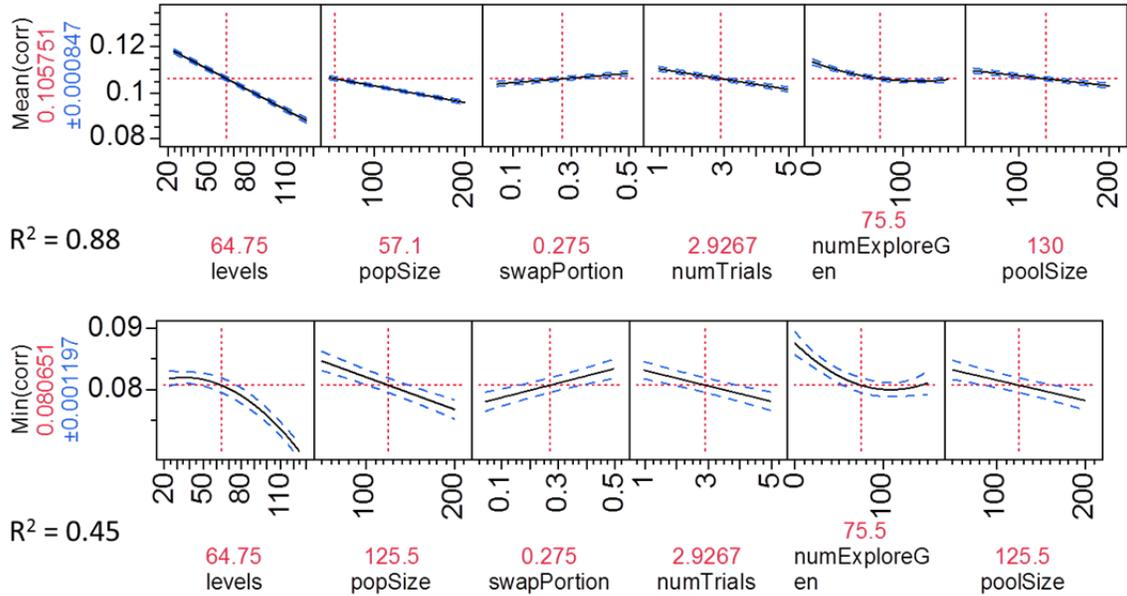 Mean(corr)
0.105751
±0.000847
0.12
0.1
0.08
20 50 80 110
100 200
0.1 0.3 0.5
1 3 5
0 100
100 200
R² = 0.88
64.75
levels
57.1
popSize
0.275
swapPortion
2.9267
numTrials
75.5
numExploreG
en
130
poolSize
Min(corr)
0.080651
±0.001197
0.09
0.08
20 50 80 110
100 200
0.1 0.3 0.5
1 3 5
0 100
100 200
R² = 0.45
64.75
levels
125.5
popSize
0.275
swapPortion
2.9267
numTrials
75.5
numExploreG
en
125.5
poolSize